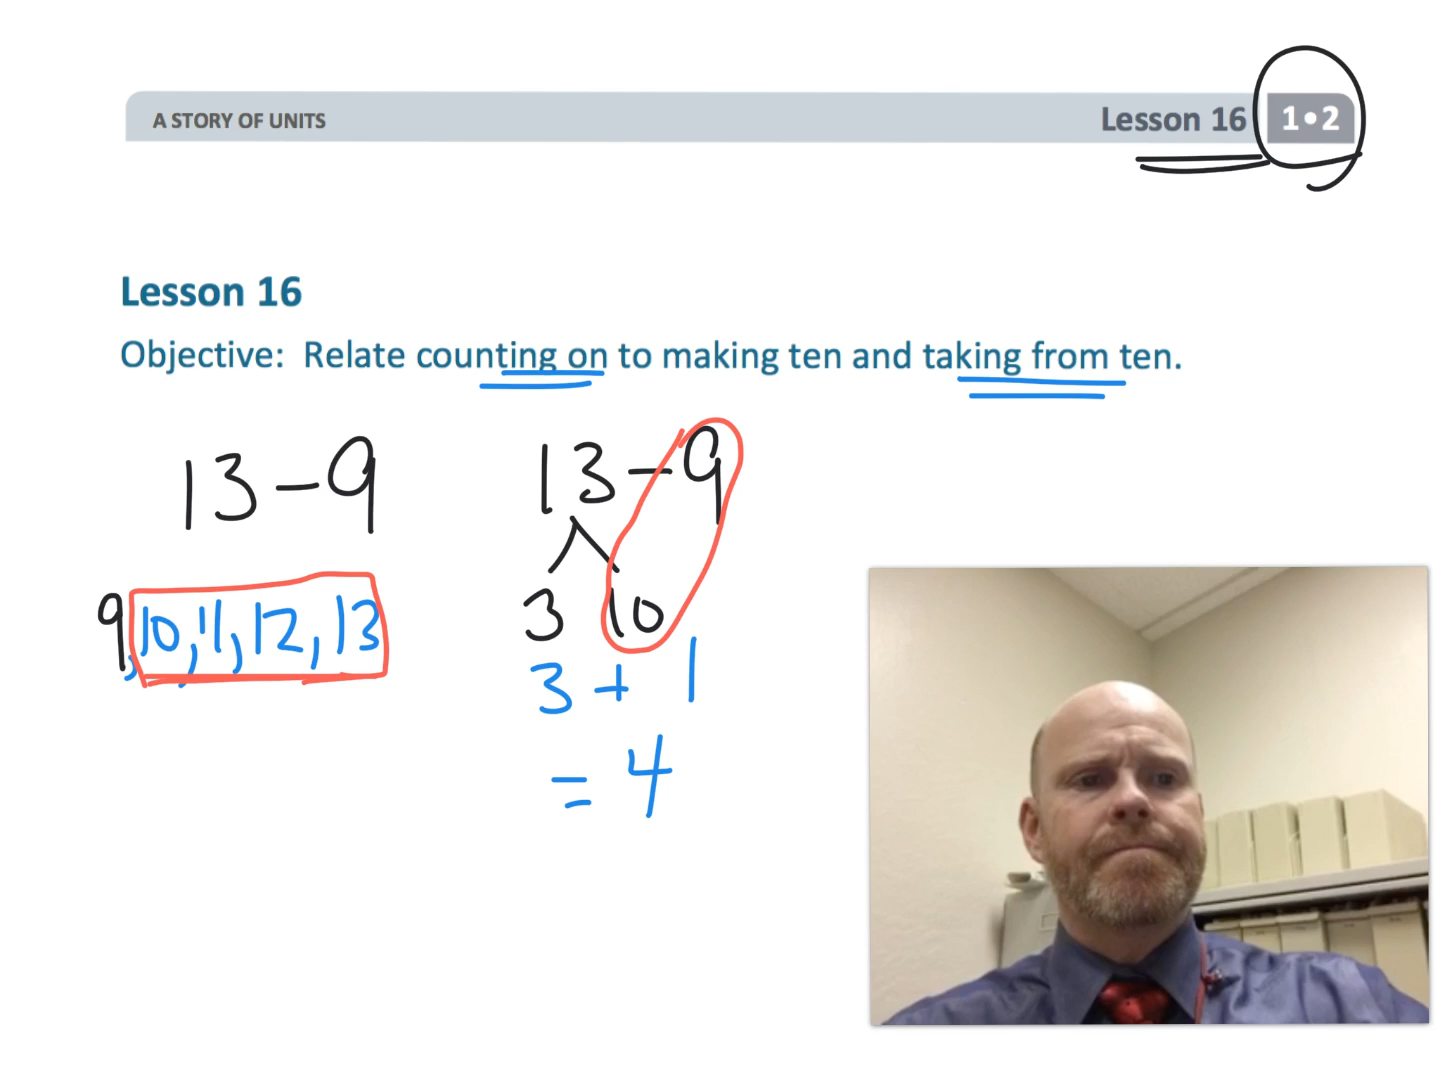 A STORY OF UNITS
Lesson 16 1•2
Lesson 16
Objective: Relate counting on to making ten and taking from ten.
13-9
9, 10, 11, 12, 13
13-9
3 10
3 + 1
= 4